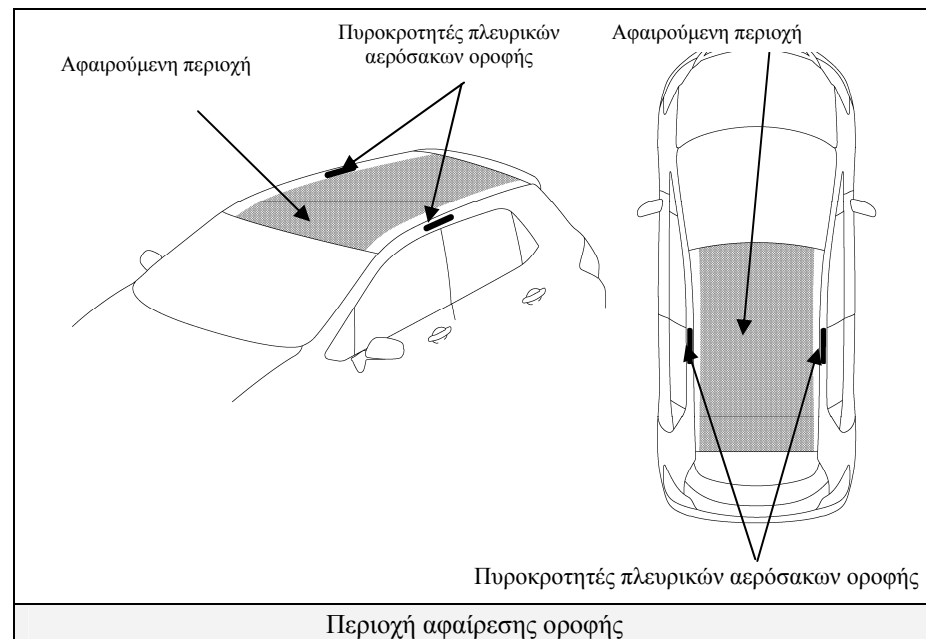 Πυροκροτητές πλευρικών
αερόσακων οροφής
Αφαιρούμενη περιοχή
Αφαιρούμενη περιοχή
Πυροκροτητές πλευρικών αερόσακων οροφής
Περιοχή αφαίρεσης οροφής